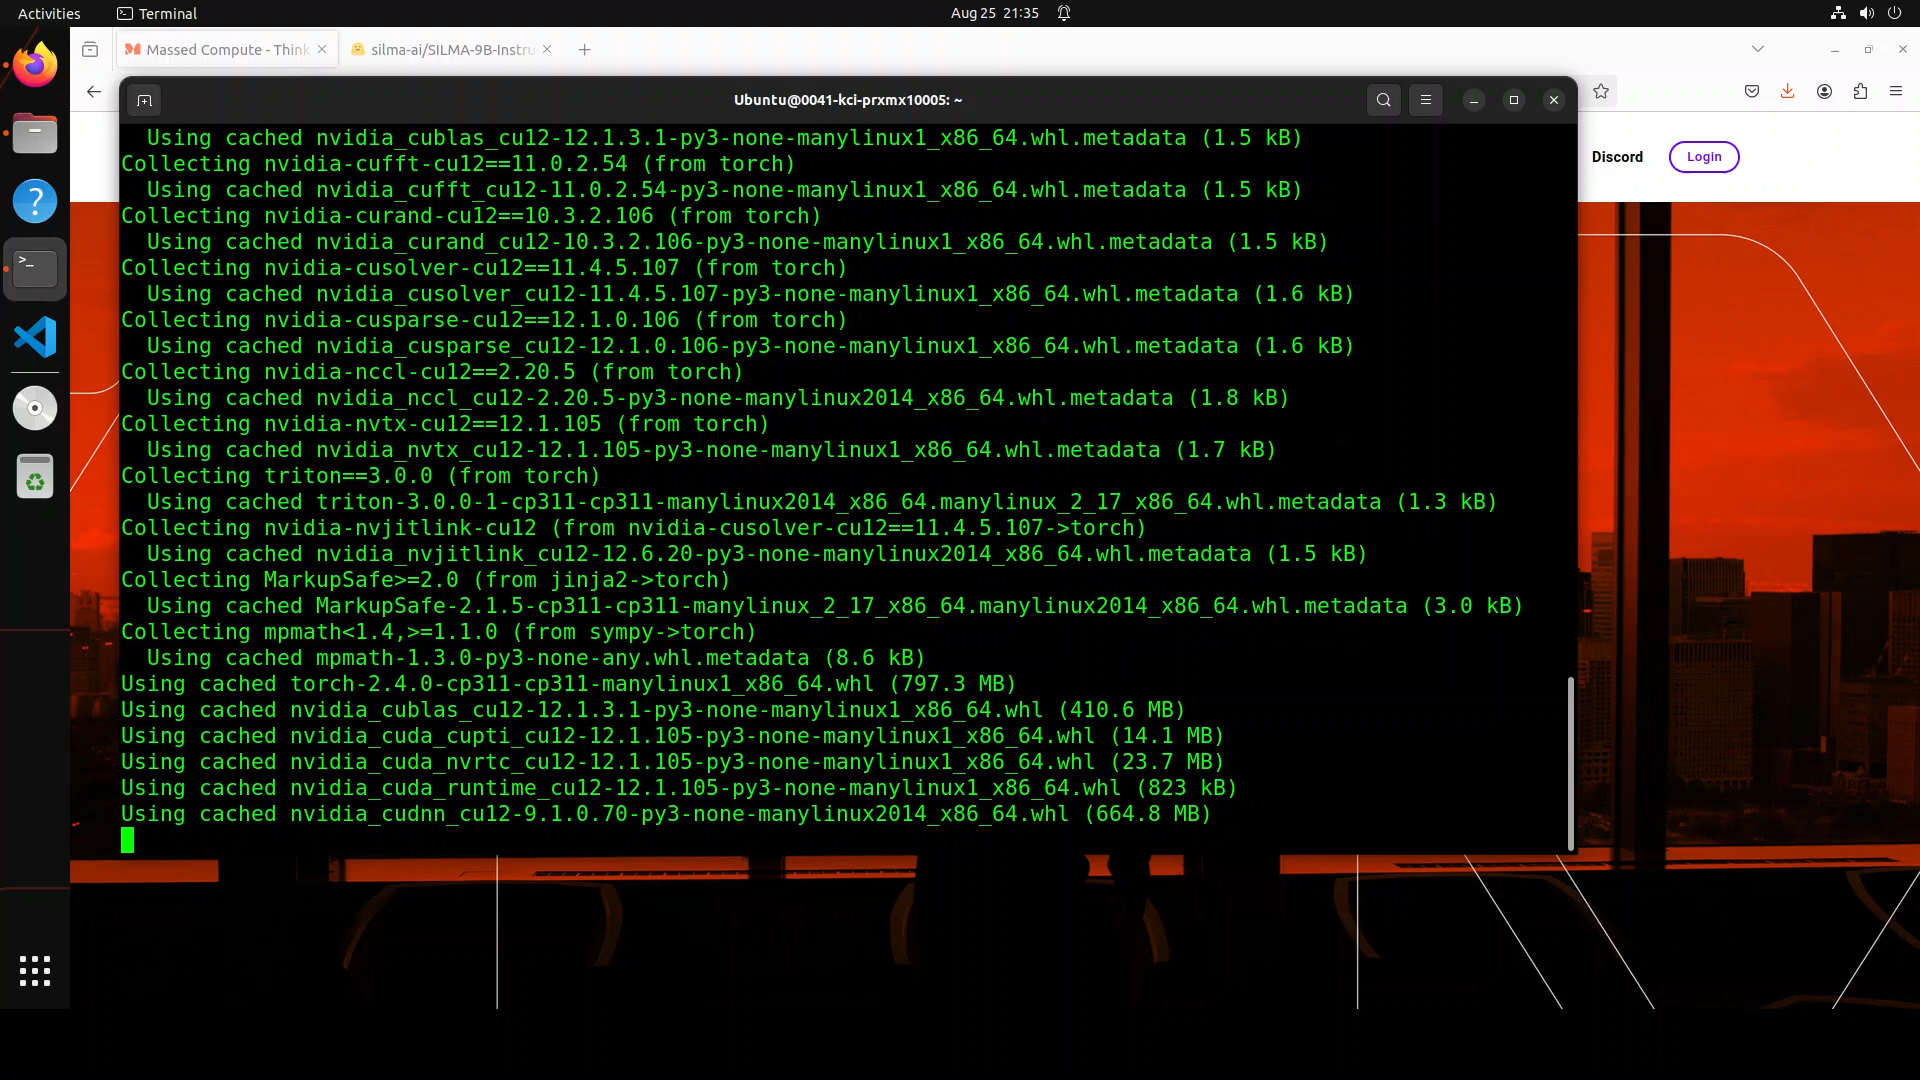 Activities
Terminal
Aug 25 21:35
Massed Compute - Think
silma-ai/SILMA-9B-Instru
Ubuntu@0041-kci-prxmx10005: ~
Discord
Login
Using cached nvidia_cublas_cu12-12.1.3.1-py3-none-manylinux1_x86_64.whl.metadata (1.5 kB)
Collecting nvidia-cufft-cu12==11.0.2.54 (from torch)
Using cached nvidia_cufft_cu12-11.0.2.54-py3-none-manylinux1_x86_64.whl.metadata (1.5 kB)
Collecting nvidia-curand-cu12==10.3.2.106 (from torch)
Using cached nvidia_curand_cu12-10.3.2.106-py3-none-manylinux1_x86_64.whl.metadata (1.5 kB)
Collecting nvidia-cusolver-cu12==11.4.5.107 (from torch)
Using cached nvidia_cusolver_cu12-11.4.5.107-py3-none-manylinux1_x86_64.whl.metadata (1.6 kB)
Collecting nvidia-cusparse-cu12==12.1.0.106 (from torch)
Using cached nvidia_cusparse_cu12-12.1.0.106-py3-none-manylinux1_x86_64.whl.metadata (1.6 kB)
Collecting nvidia-nccl-cu12==2.20.5 (from torch)
Using cached nvidia_nccl_cu12-2.20.5-py3-none-manylinux2014_x86_64.whl.metadata (1.8 kB)
Collecting nvidia-nvtx-cu12==12.1.105 (from torch)
Using cached nvidia_nvtx_cu12-12.1.105-py3-none-manylinux1_x86_64.whl.metadata (1.7 kB)
Collecting triton==3.0.0 (from torch)
Using cached triton-3.0.0-1-cp311-cp311-manylinux2014_x86_64.manylinux_2_17_x86_64.whl.metadata (1.3 kB)
Collecting nvidia-nvjitlink-cu12 (from nvidia-cusolver-cu12==11.4.5.107->torch)
Using cached nvidia_nvjitlink_cu12-12.6.20-py3-none-manylinux2014_x86_64.whl.metadata (1.5 kB)
Collecting MarkupSafe>=2.0 (from jinja2->torch)
Using cached MarkupSafe-2.1.5-cp311-cp311-manylinux_2_17_x86_64.manylinux2014_x86_64.whl.metadata (3.0 kB)
Collecting mpmath<1.4,>=1.1.0 (from sympy->torch)
Using cached mpmath-1.3.0-py3-none-any.whl.metadata (8.6 kB)
Using cached torch-2.4.0-cp311-cp311-manylinux1_x86_64.whl (797.3 MB)
Using cached nvidia_cublas_cu12-12.1.3.1-py3-none-manylinux1_x86_64.whl (410.6 MB)
Using cached nvidia_cuda_cupti_cu12-12.1.105-py3-none-manylinux1_x86_64.whl (14.1 MB)
Using cached nvidia_cuda_nvrtc_cu12-12.1.105-py3-none-manylinux1_x86_64.whl (23.7 MB)
Using cached nvidia_cuda_runtime_cu12-12.1.105-py3-none-manylinux1_x86_64.whl (823 kB)
Using cached nvidia_cudnn_cu12-9.1.0.70-py3-none-manylinux2014_x86_64.whl (664.8 MB)